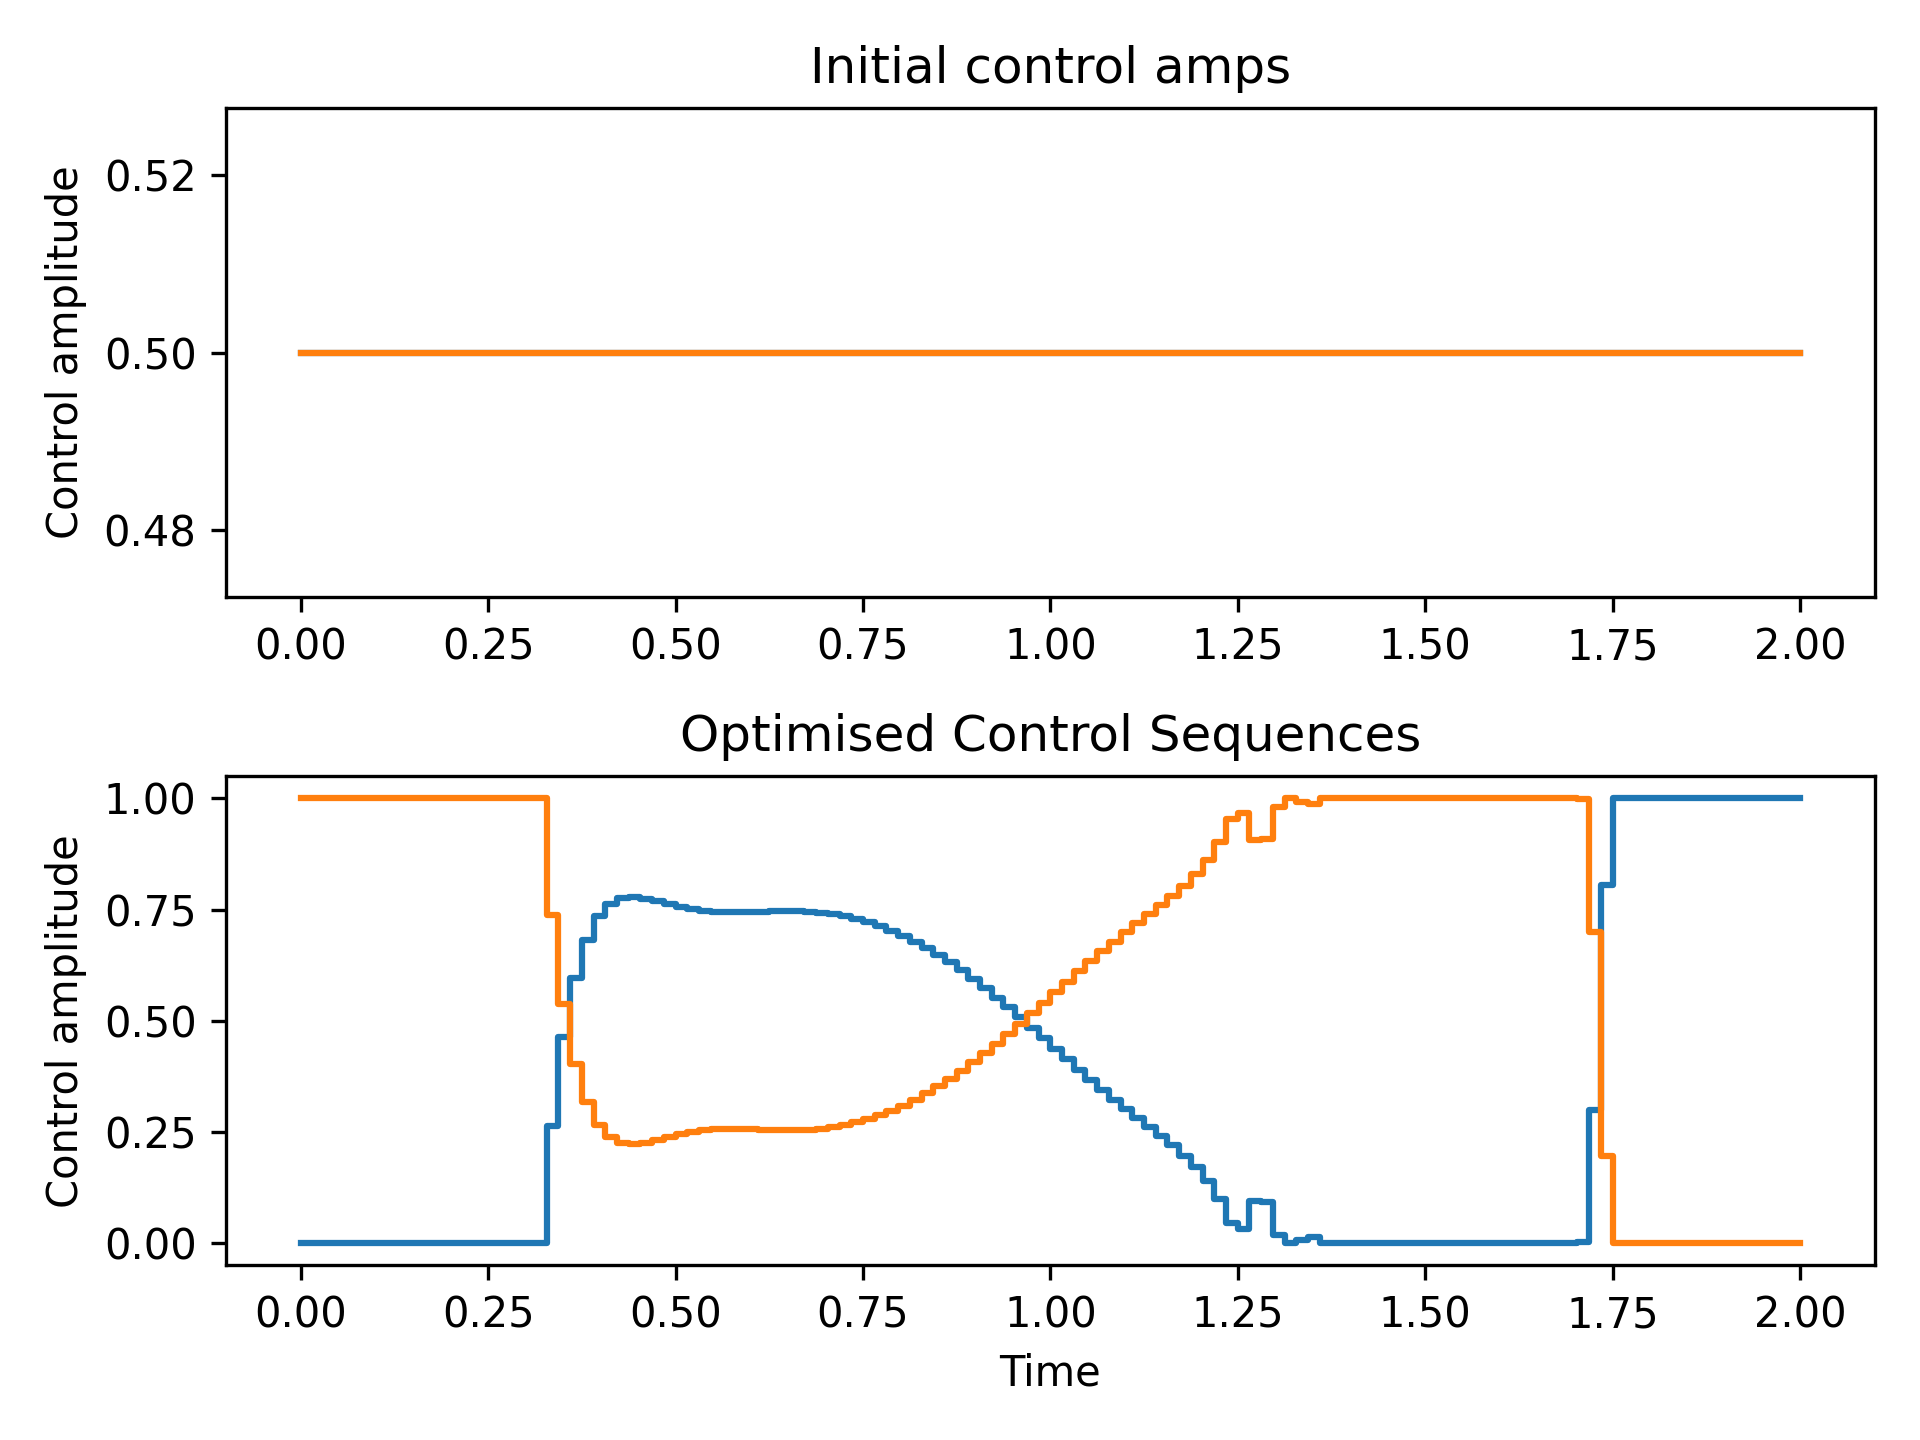 Initial control amps
Control amplitude
0.52
0.50
0.48
0.00 0.25 0.50 0.75 1.00 1.25 1.50 1.75 2.00
Optimised Control Sequences
Control amplitude
1.00
0.75
0.50
0.25
0.00
0.00 0.25 0.50 0.75 1.00 1.25 1.50 1.75 2.00
Time